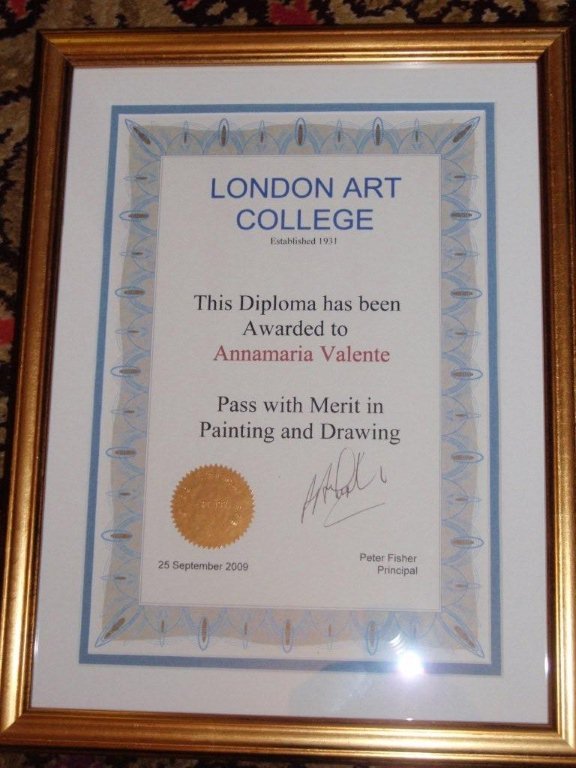 LONDON ART
COLLEGE
Established 1931
This Diploma has been
Awarded to
Annamaria Valente
Pass with Merit in
Painting and Drawing
25 September 2009
Peter Fisher
Principal